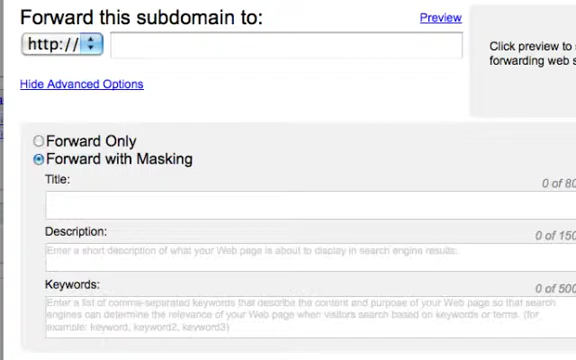 Forward this subdomain to:
Preview
http://
Click preview to
forwarding web s
Hide Advanced Options
Forward Only
Forward with Masking
Title:
0 of 80
Description:
0 of 150
Enter a short description of what your Web page is about to display in search engine results.
Keywords:
0 of 500
Enter a list of comma-separated keywords that describe the content and purpose of your Web page so that search
engines can determine the relevance of your Web page when visitors search based on keywords or terms. (for
example: keyword, keyword2, keyword3)